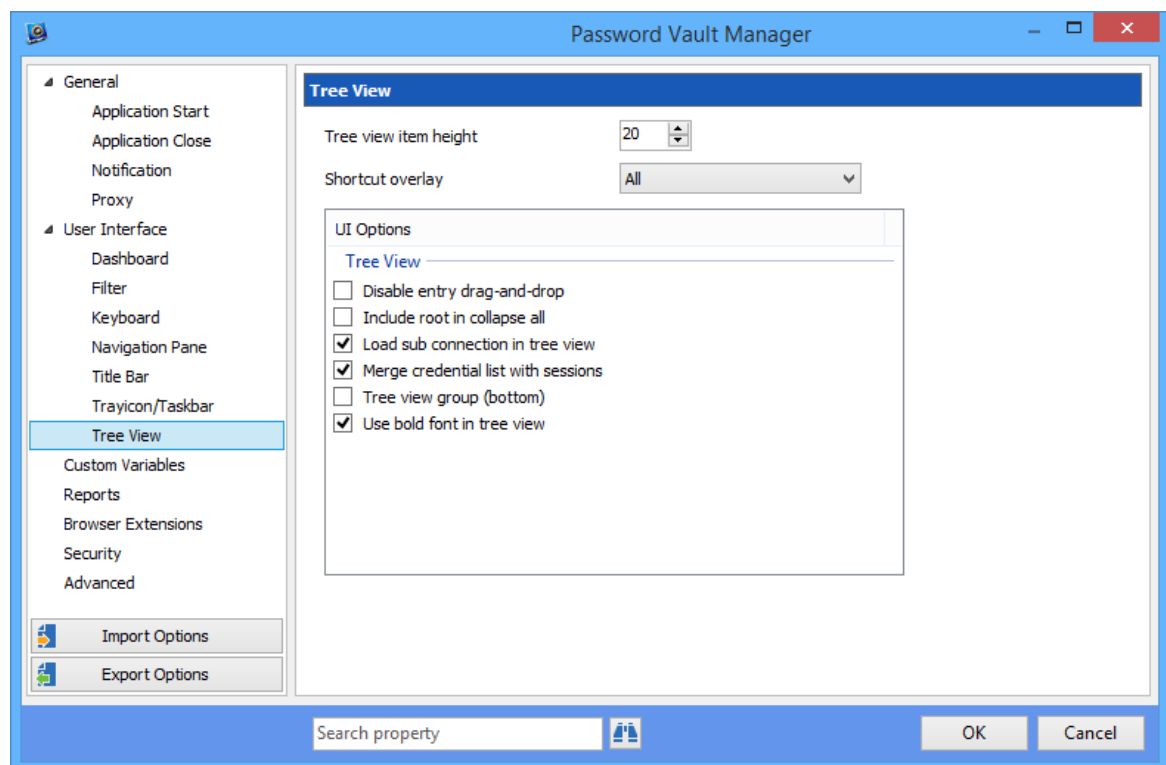 Password Vault Manager
General
Application Start
Application Close
Notification
Proxy
User Interface
Dashboard
Filter
Keyboard
Navigation Pane
Title Bar
Trayicon/Taskbar
Tree View
Custom Variables
Reports
Browser Extensions
Security
Advanced
Import Options
Export Options
Tree View
Tree view item height 20
Shortcut overlay All
UI Options
Tree View
Disable entry drag-and-drop
Include root in collapse all
Load sub connection in tree view
Merge credential list with sessions
Tree view group (bottom)
Use bold font in tree view
Search property
OK Cancel